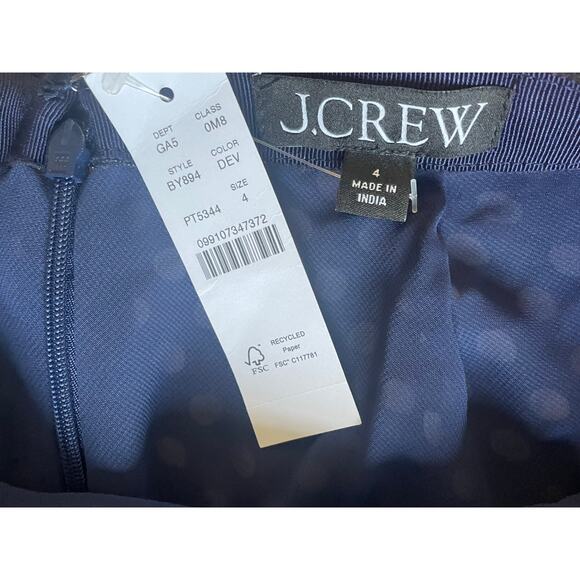 J.CREW
4
MADE IN
INDIA
DEPT CLASS
GA5 0M8
STYLE COLOR
BY894 DEV
SIZE
PT5344 4
099107347372
RECYCLED
Paper
FSC FSC® C117781